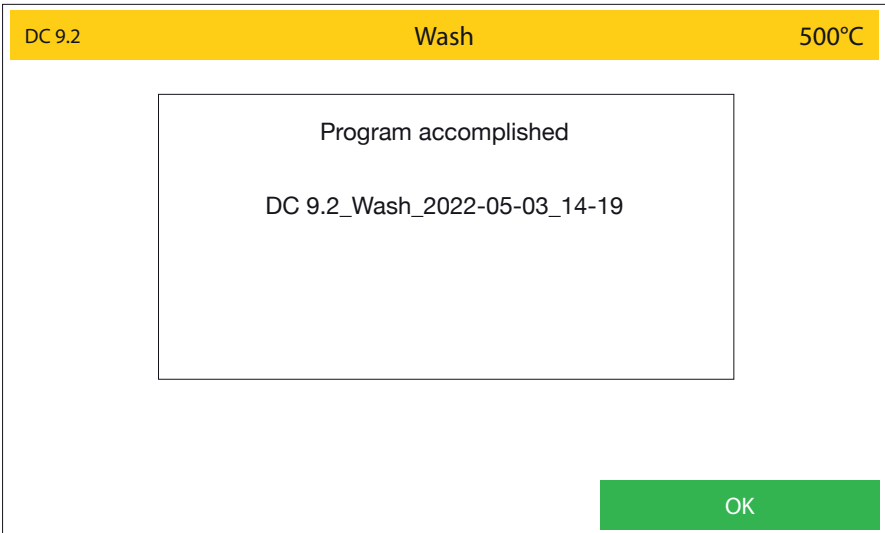 DC 9.2 Wash 500°C
Program accomplished
DC 9.2_Wash_2022-05-03_14-19
OK